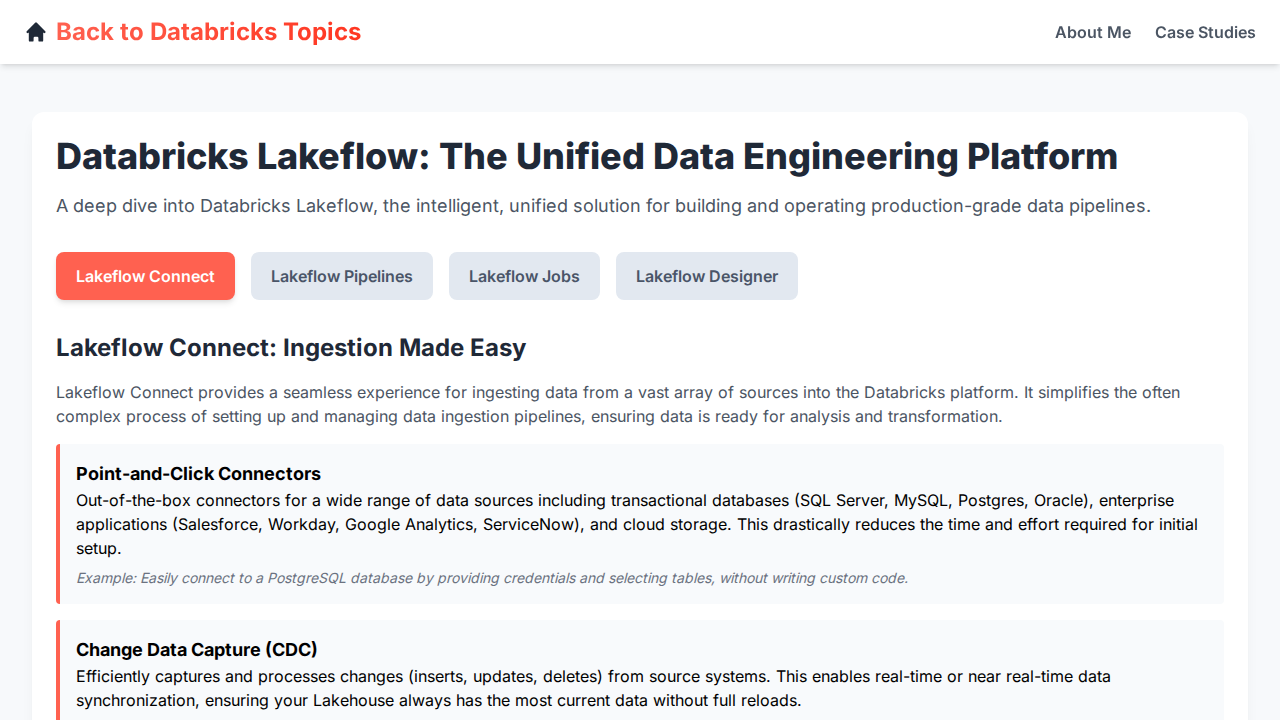 Back to Databricks Topics
About Me
Case Studies
Databricks Lakeflow: The Unified Data Engineering Platform
A deep dive into Databricks Lakeflow, the intelligent, unified solution for building and operating production-grade data pipelines.
Lakeflow Connect
Lakeflow Pipelines
Lakeflow Jobs
Lakeflow Designer
Lakeflow Connect: Ingestion Made Easy
Lakeflow Connect provides a seamless experience for ingesting data from a vast array of sources into the Databricks platform. It simplifies the often
complex process of setting up and managing data ingestion pipelines, ensuring data is ready for analysis and transformation.
Point-and-Click Connectors
Out-of-the-box connectors for a wide range of data sources including transactional databases (SQL Server, MySQL, Postgres, Oracle), enterprise
applications (Salesforce, Workday, Google Analytics, ServiceNow), and cloud storage. This drastically reduces the time and effort required for initial
setup.
Example: Easily connect to a PostgreSQL database by providing credentials and selecting tables, without writing custom code.
Change Data Capture (CDC)
Efficiently captures and processes changes (inserts, updates, deletes) from source systems. This enables real-time or near real-time data
synchronization, ensuring your Lakehouse always has the most current data without full reloads.